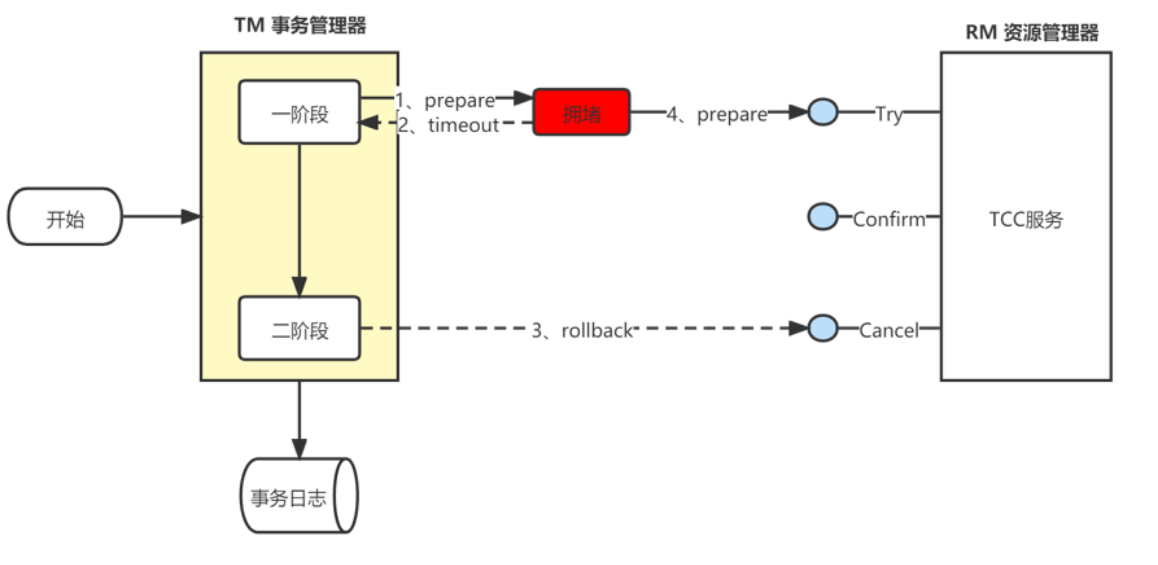 TM 事务管理器
RM 资源管理器
一阶段
1、prepare
2、timeout
拥堵
4、prepare
Try
开始
Confirm
TCC服务
二阶段
3、rollback
Cancel
事务日志